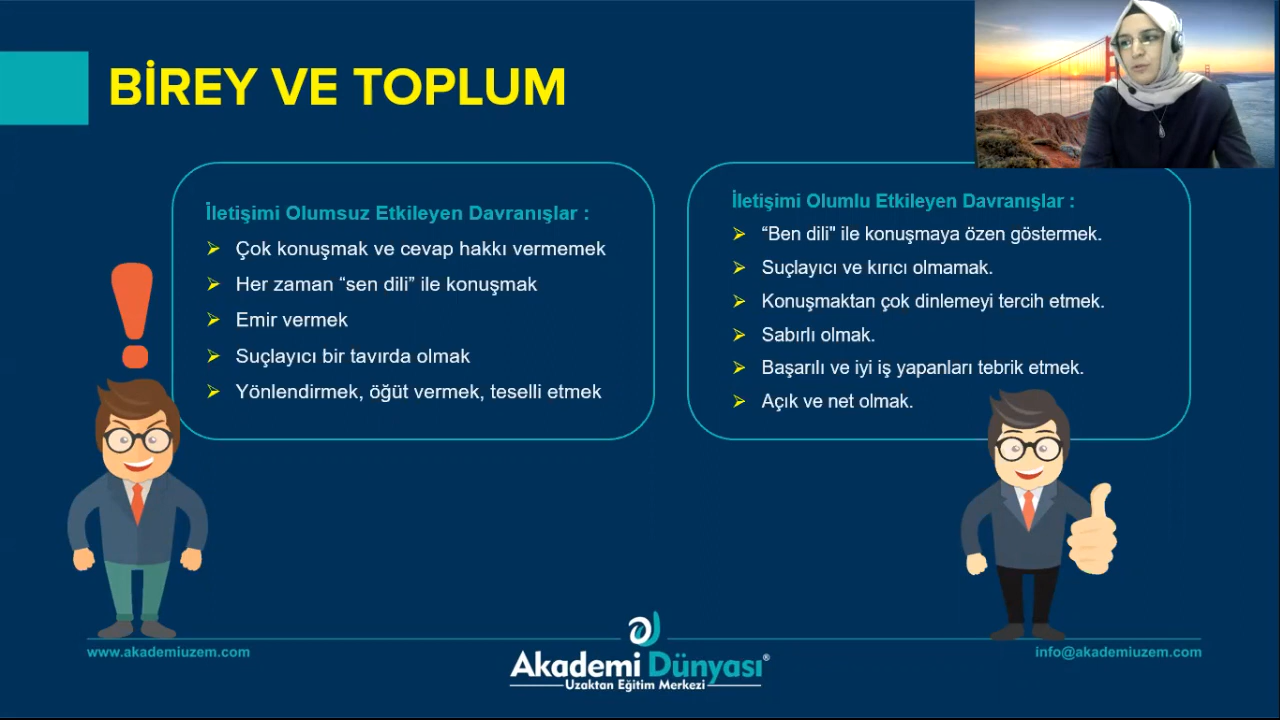 BİREY VE TOPLUM
İletişimi Olumsuz Etkileyen Davranışlar :
Çok konuşmak ve cevap hakkı vermemek
Her zaman “sen dili” ile konuşmak
Emir vermek
Suçlayıcı bir tavırda olmak
Yönlendirmek, öğüt vermek, teselli etmek
İletişimi Olumlu Etkileyen Davranışlar :
“Ben dili" ile konuşmaya özen göstermek.
Suçlayıcı ve kırıcı olmamak.
Konuşmaktan çok dinlemeyi tercih etmek.
Sabırlı olmak.
Başarılı ve iyi iş yapanları tebrik etmek.
Açık ve net olmak.
www.akademiuzem.com
Akademi Dünyası®
Uzaktan Eğitim Merkezi
info@akademiuzem.com